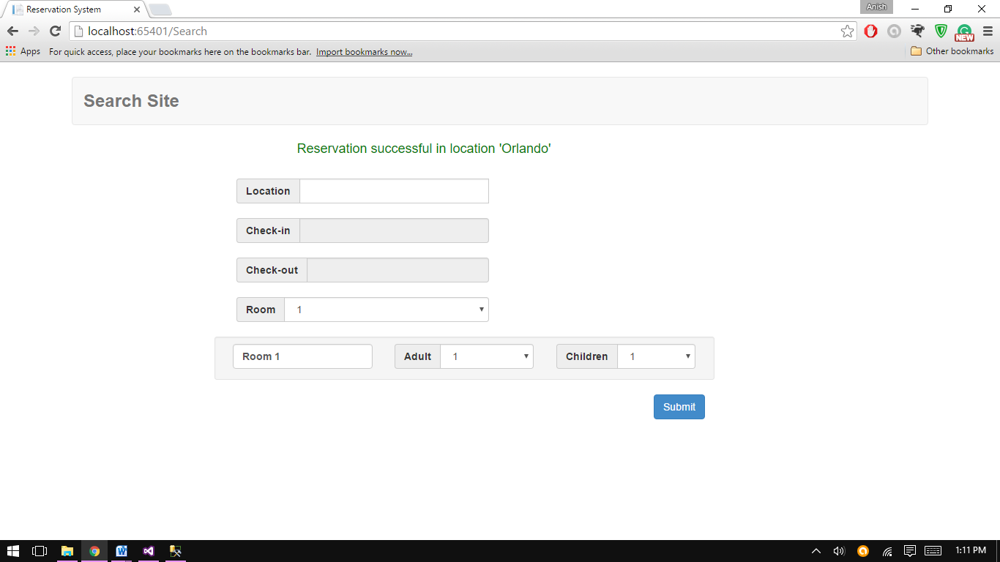 Reservation System
Anish
localhost:65401/Search
NEW
Apps For quick access, place your bookmarks here on the bookmarks bar. Import bookmarks now... Other bookmarks
Search Site
Reservation successful in location 'Orlando'
Location
Check-in
Check-out
Room 1
Room 1 Adult 1 Children 1
Submit
1:11 PM